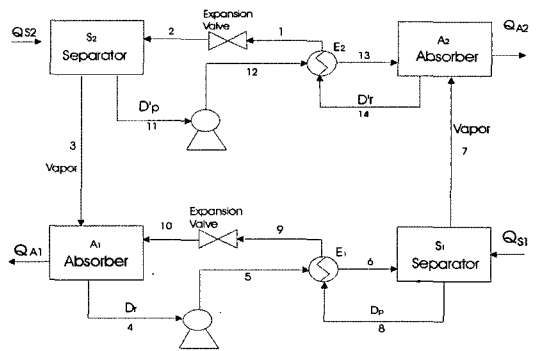 QS2
S2
Separator
2
Expansion
Valve
1
E2
13
A2
Absorber
QA2
12
D'p
11
D'r
14
3
Vapor
Vapor
7
QA1
A1
Absorber
10
Expansion
Valve
9
E1
6
S1
Separator
QS1
Dr
4
5
Dp
8